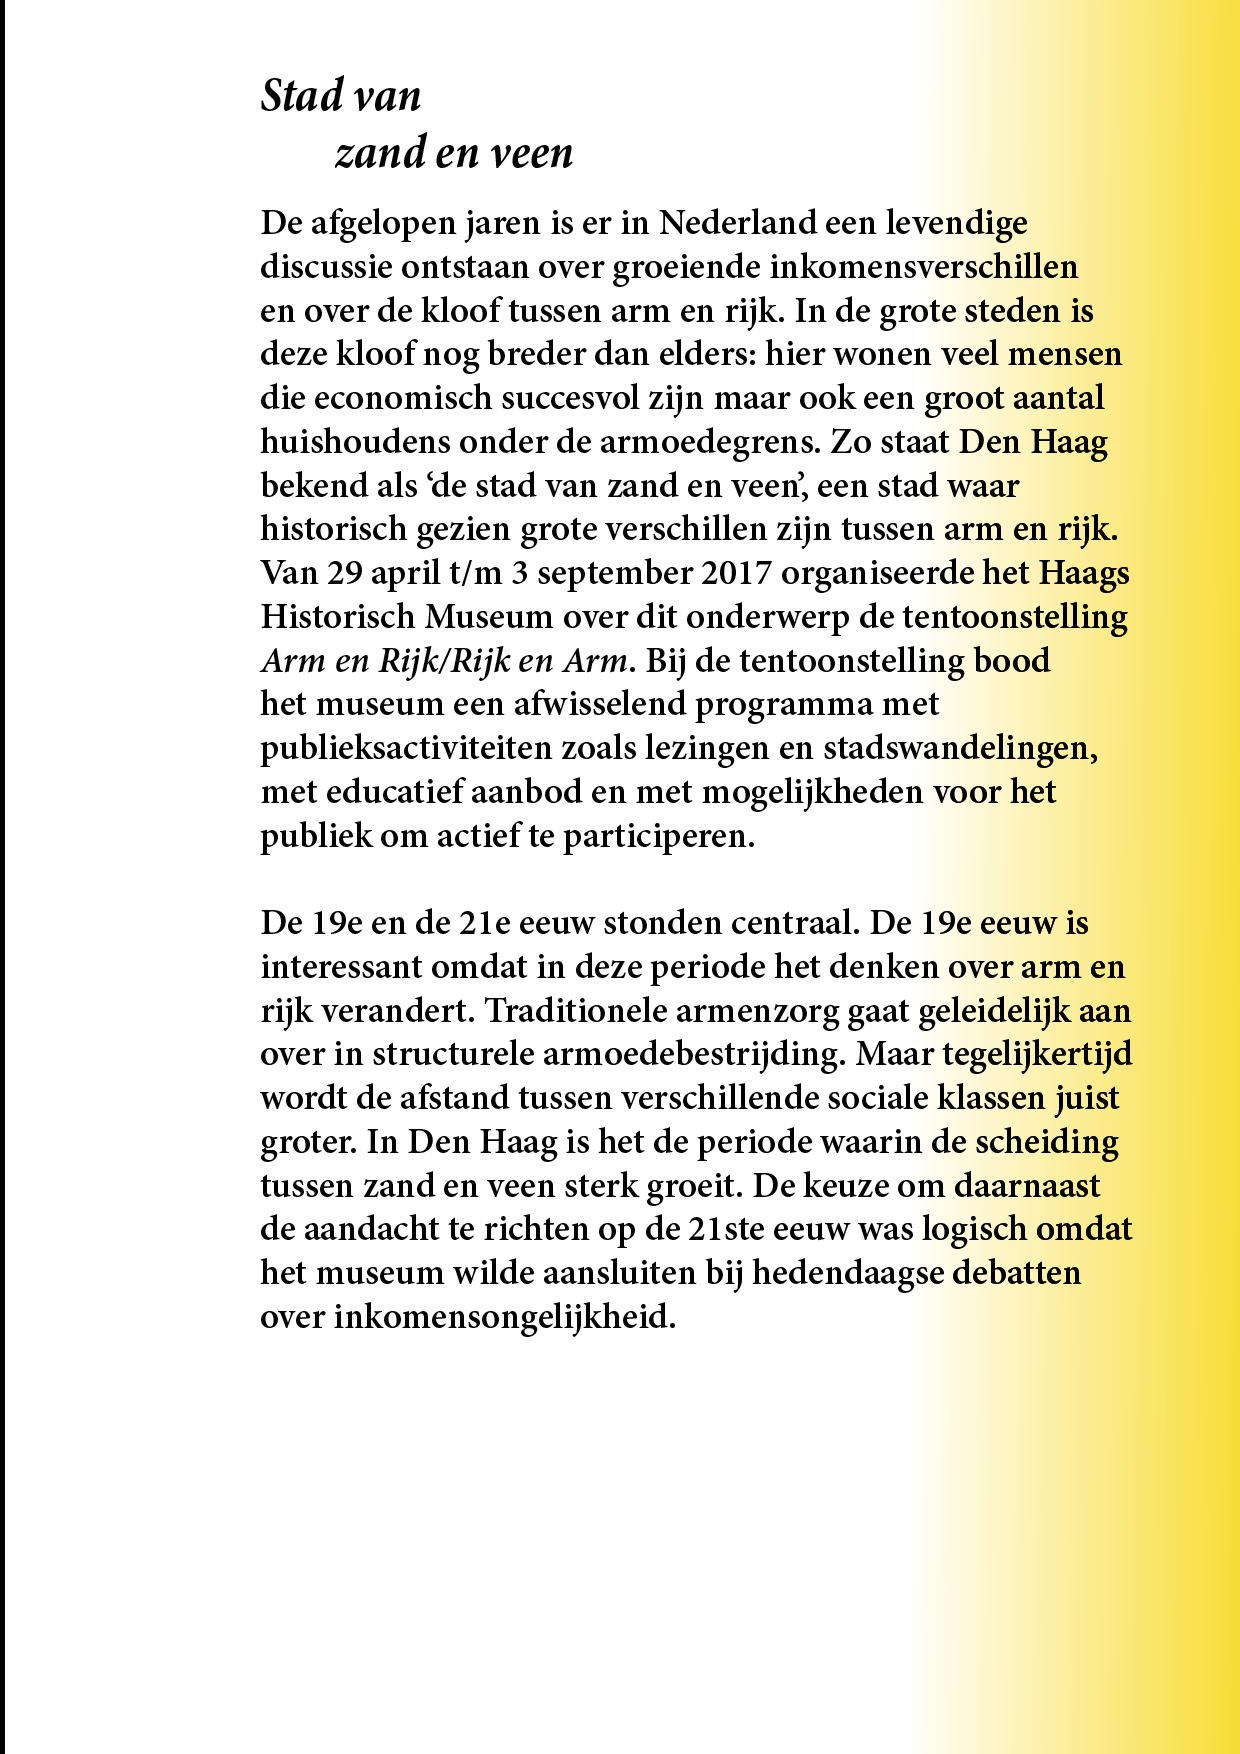 Stad van
zand en veen
De afgelopen jaren is er in Nederland een levendige
discussie ontstaan over groeiende inkomensverschillen
en over de kloof tussen arm en rijk. In de grote steden is
deze kloof nog breder dan elders: hier wonen veel mensen
die economisch succesvol zijn maar ook een groot aantal
huishoudens onder de armoedegrens. Zo staat Den Haag
bekend als ‘de stad van zand en veen’, een stad waar
historisch gezien grote verschillen zijn tussen arm en rijk.
Van 29 april t/m 3 september 2017 organiseerde het Haags
Historisch Museum over dit onderwerp de tentoonstelling
Arm en Rijk/Rijk en Arm. Bij de tentoonstelling bood
het museum een afwisselend programma met
publieksactiviteiten zoals lezingen en stadswandelingen,
met educatief aanbod en met mogelijkheden voor het
publiek om actief te participeren.
De 19e en de 21e eeuw stonden centraal. De 19e eeuw is
interessant omdat in deze periode het denken over arm en
rijk verandert. Traditionele armenzorg gaat geleidelijk aan
over in structurele armoedebestrijding. Maar tegelijkertijd
wordt de afstand tussen verschillende sociale klassen juist
groter. In Den Haag is het de periode waarin de scheiding
tussen zand en veen sterk groeit. De keuze om daarnaast
de aandacht te richten op de 21ste eeuw was logisch omdat
het museum wilde aansluiten bij hedendaagse debatten
over inkomensongelijkheid.